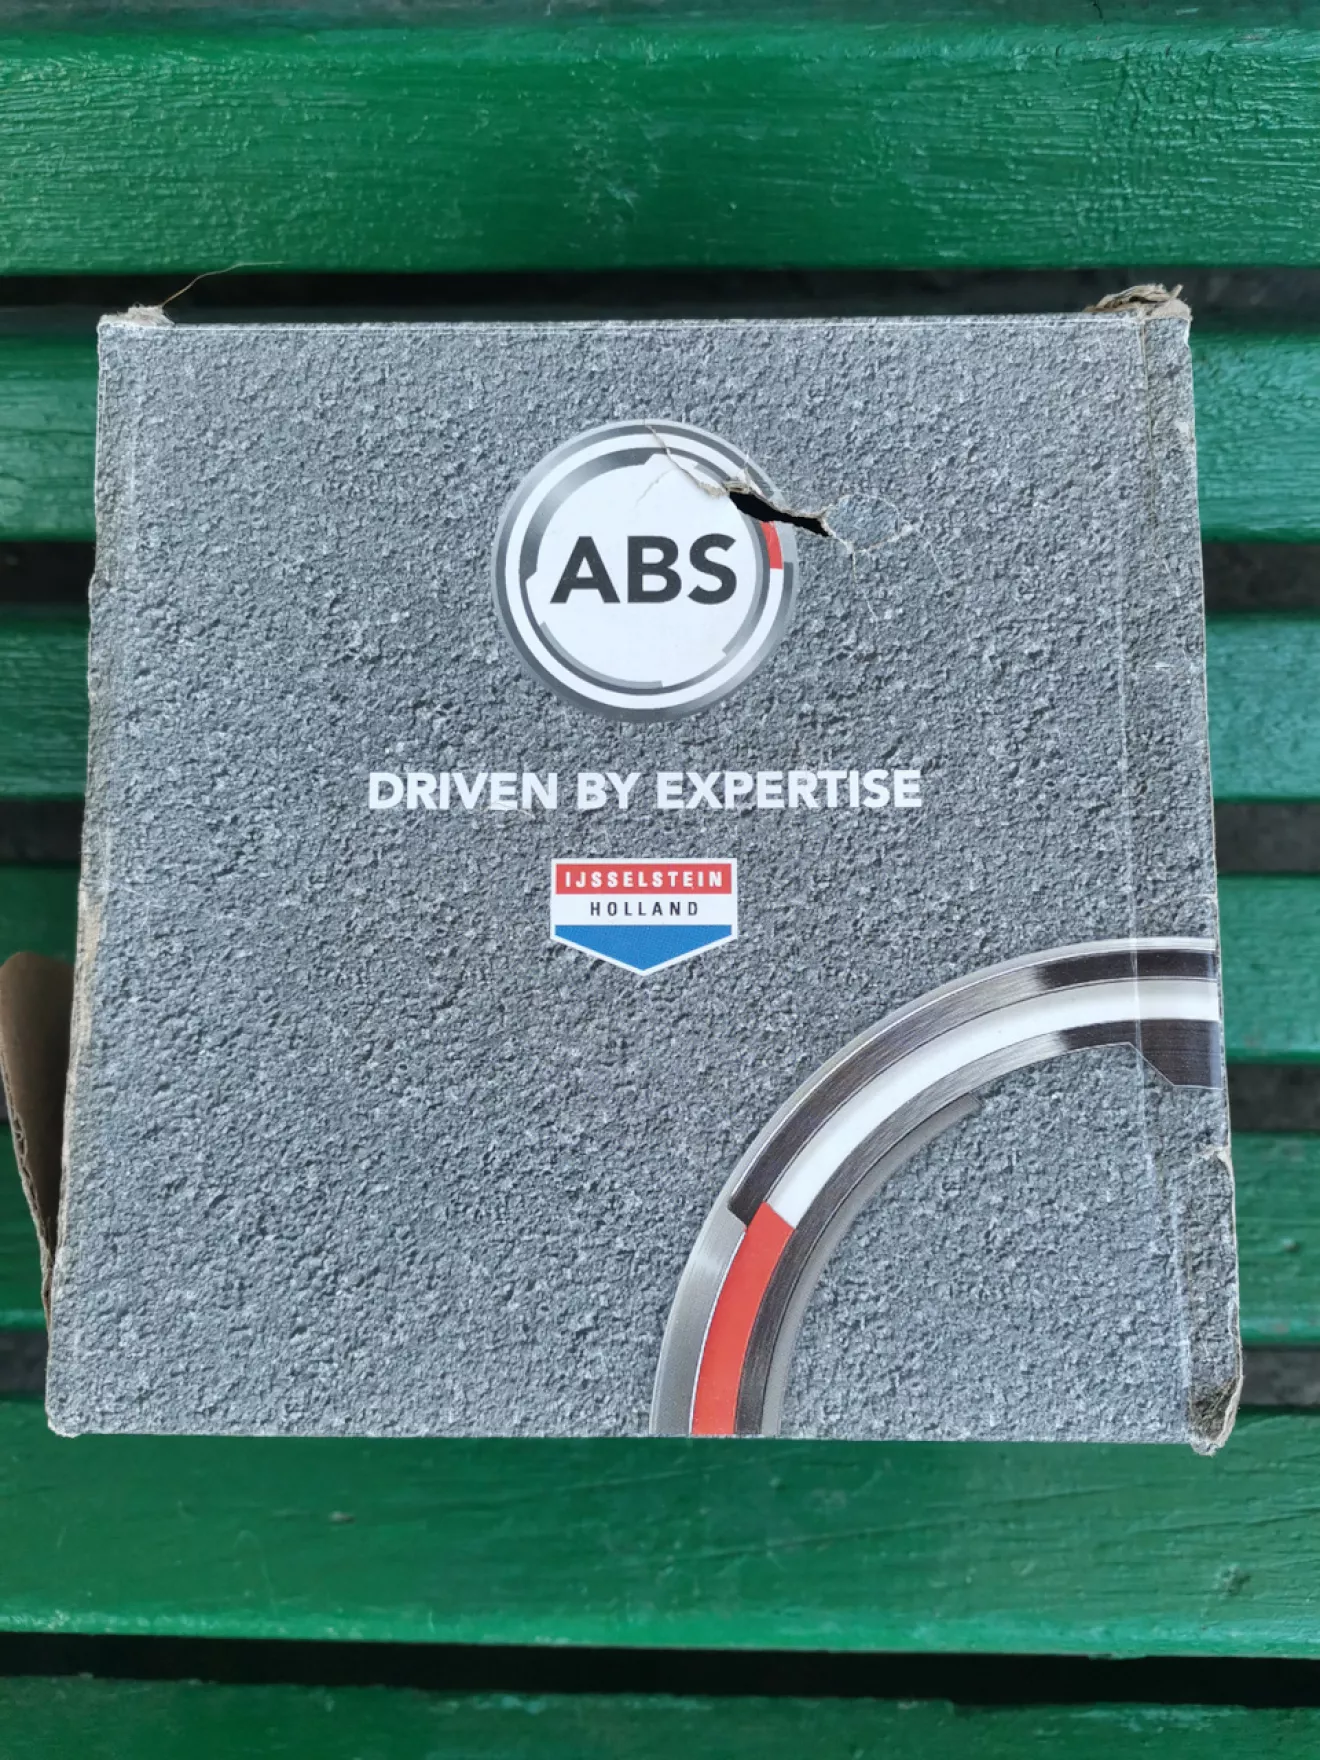 ABS
DRIVEN BY EXPERTISE
IJSSELSTEIN
HOLLAND